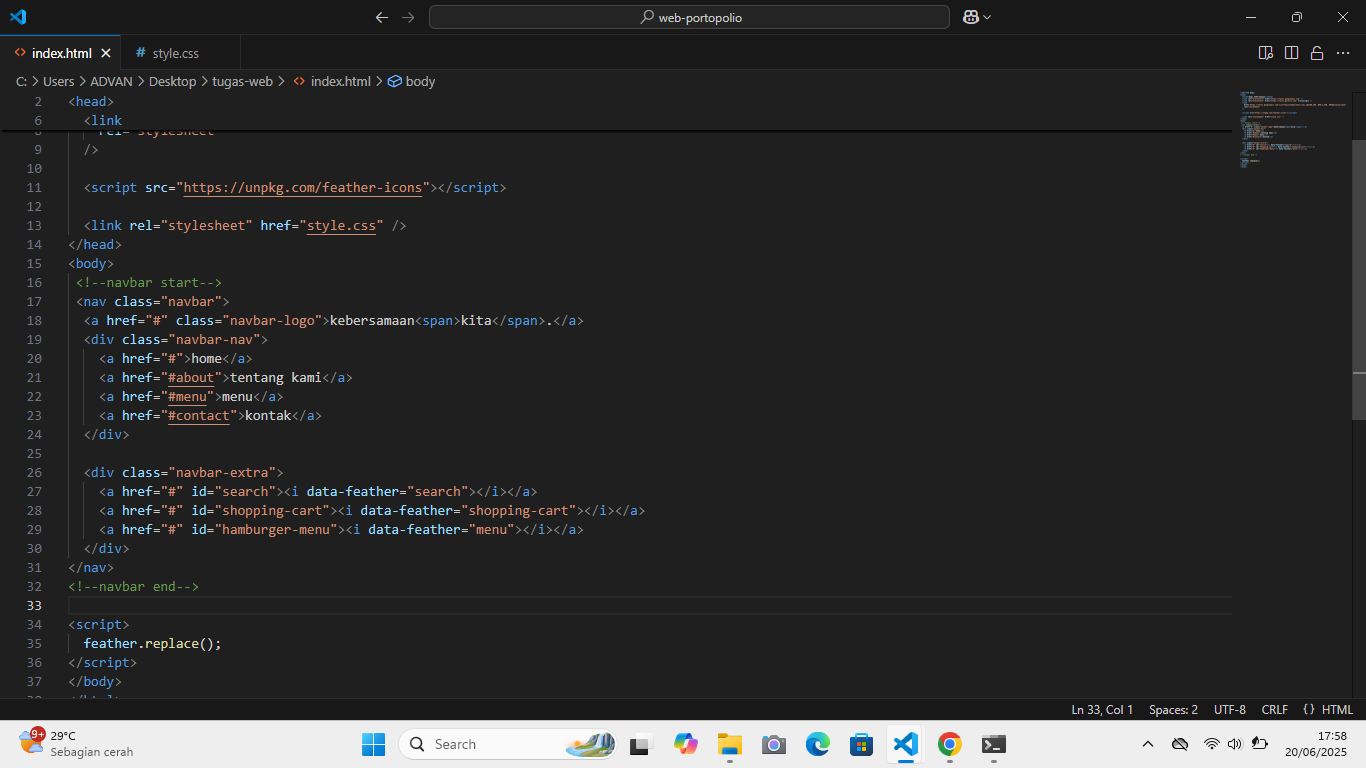 web-portopolio
index.html
# style.css
C: > Users > ADVAN > Desktop > tugas-web > index.html > body
2 <head>
6 <link
8 rel="stylesheet"
9 />
10
11 <script src="https://unpkg.com/feather-icons"></script>
12
13 <link rel="stylesheet" href="style.css" />
14 </head>
15 <body>
16 <!--navbar start-->
17 <nav class="navbar">
18 <a href="#" class="navbar-logo">kebersamaan<span>kita</span>.</a>
19 <div class="navbar-nav">
20 <a href="#">home</a>
21 <a href="#about">tentang kami</a>
22 <a href="#menu">menu</a>
23 <a href="#contact">kontak</a>
24 </div>
25
26 <div class="navbar-extra">
27 <a href="#" id="search"><i data-feather="search"></i></a>
28 <a href="#" id="shopping-cart"><i data-feather="shopping-cart"></i></a>
29 <a href="#" id="hamburger-menu"><i data-feather="menu"></i></a>
30 </div>
31 </nav>
32 <!--navbar end-->
33
34 <script>
35 feather.replace();
36 </script>
37 </body>
38 </html>
Ln 33, Col 1 Spaces: 2 UTF-8 CRLF {} HTML
9+ 29°C
Sebagian cerah
Search
17:58
20/06/2025